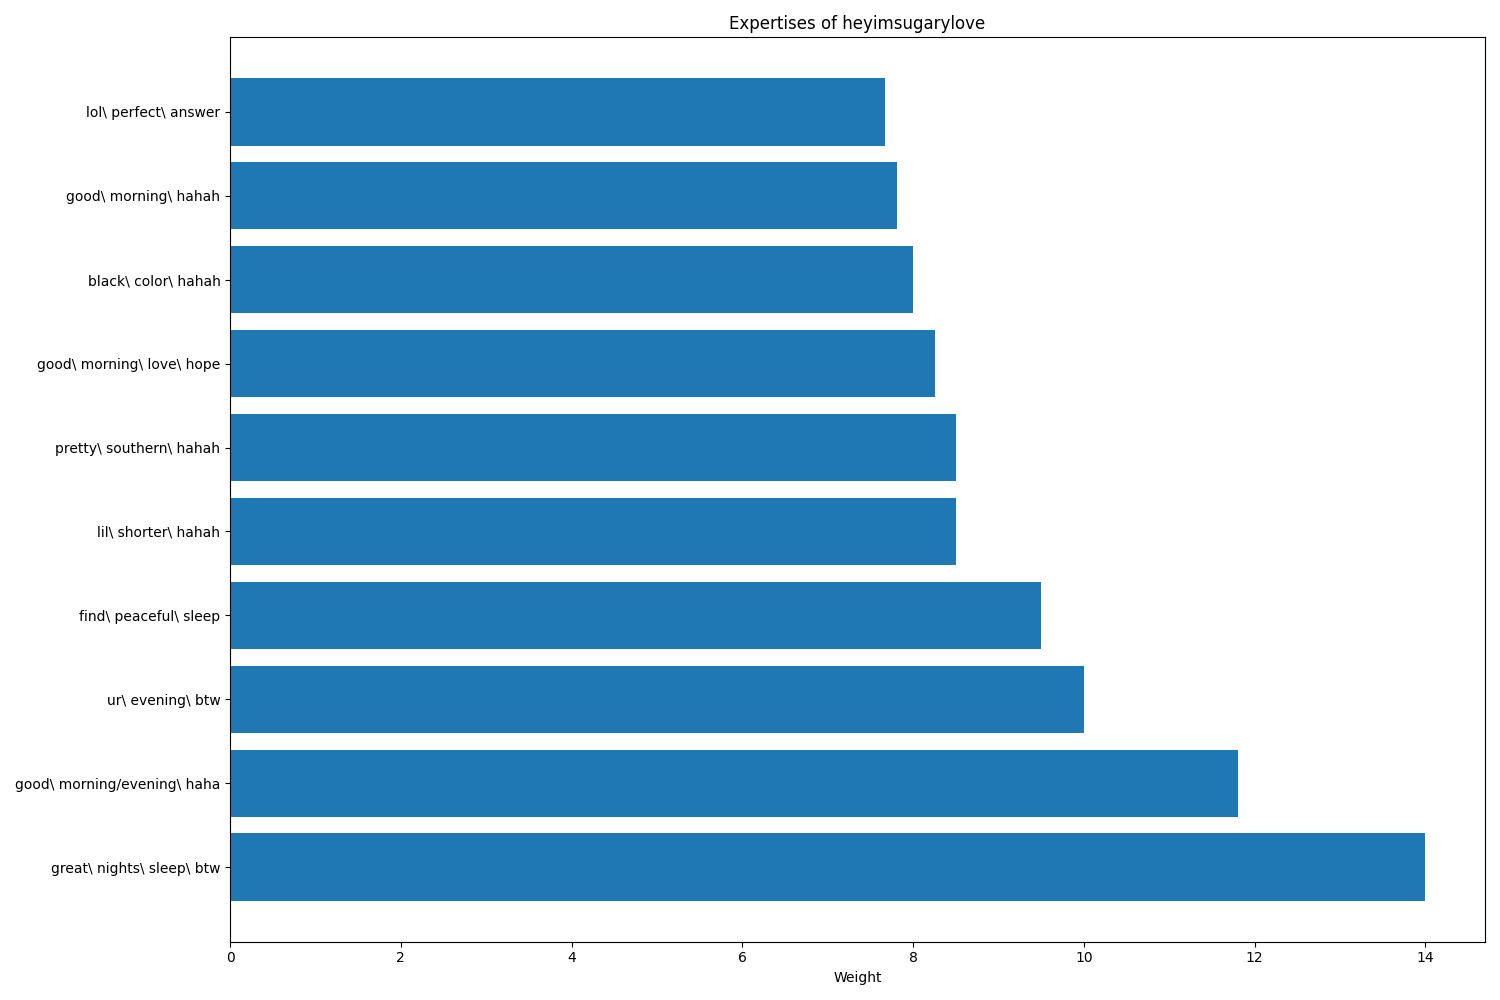 Expertises of heyimsugarylove
lol\ perfect\ answer
good\ morning\ hahah
black\ color\ hahah
good\ morning\ love\ hope
pretty\ southern\ hahah
lil\ shorter\ hahah
find\ peaceful\ sleep
ur\ evening\ btw
good\ morning/evening\ haha
great\ nights\ sleep\ btw
0 2 4 6 8 10 12 14
Weight